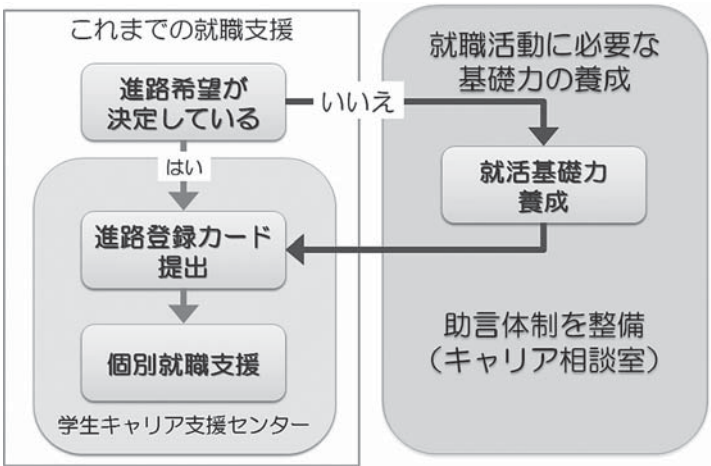 これまでの就職支援
進路希望が
決定している
いいえ
はい
進路登録カード
提出
個別就職支援
学生キャリア支援センター
就職活動に必要な
基礎力の養成
就活基礎力
養成
助言体制を整備
（キャリア相談室）